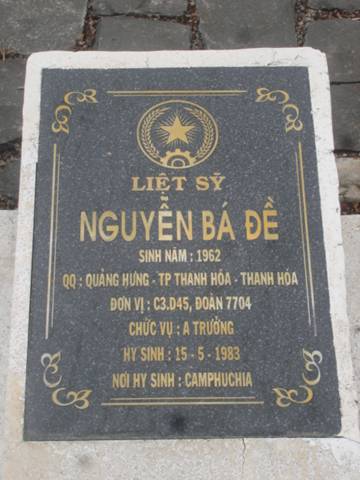 LIỆT SỸ
NGUYỄN BÁ ĐỀ
SINH NĂM : 1962
QQ : QUẢNG HƯNG - TP THANH HÓA - THANH HÓA
ĐƠN VỊ : C3.D45, ĐOÀN 7704
CHỨC VỤ : A TRƯỞNG
HY SINH : 15 - 5 - 1983
NƠI HY SINH : CAMPHUCHIA